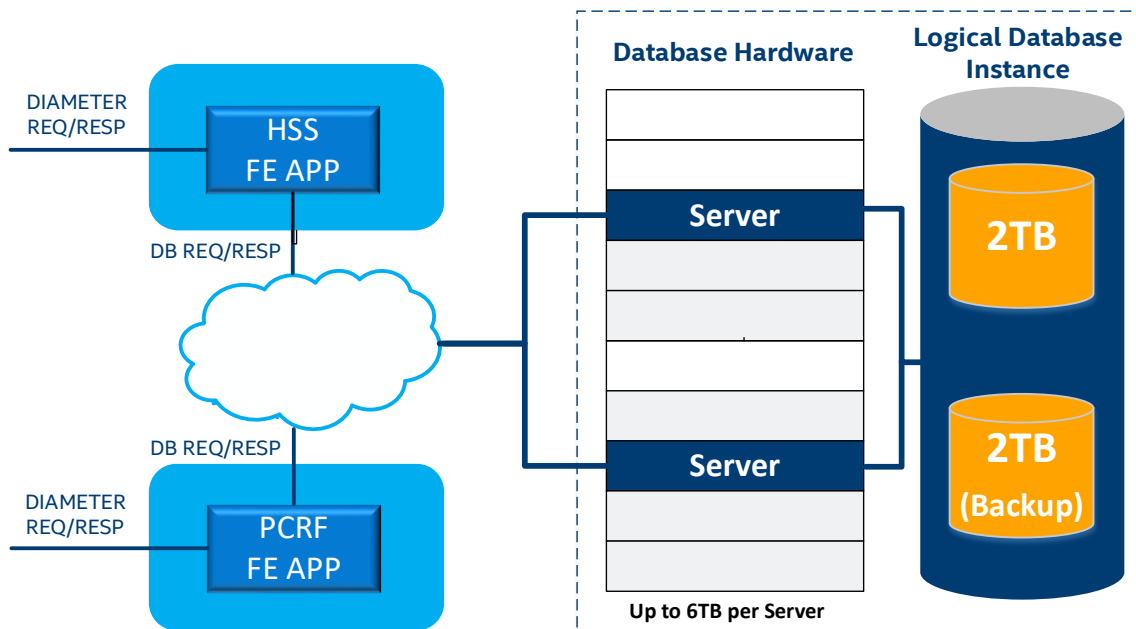 DIAMETER
REQ/RESP
HSS
FE APP
DB REQ/RESP
DB REQ/RESP
DIAMETER
REQ/RESP
PCRF
FE APP
Database Hardware
Server
Server
Up to 6TB per Server
Logical Database
Instance
2TB
2TB
(Backup)